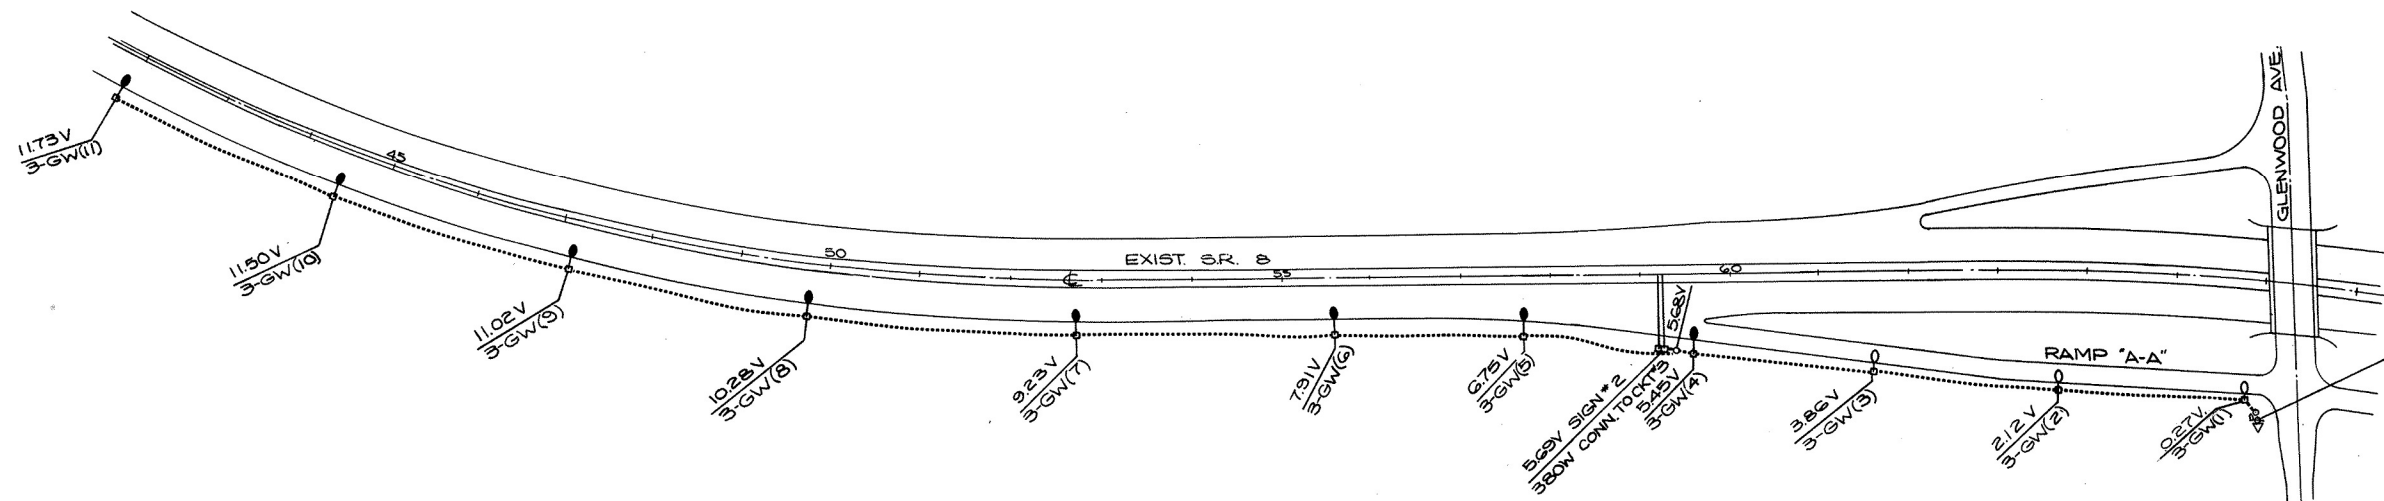 11.73V
3-GW(11)
45
11.50V
3-GW(10)
11.02V
3-GW(9)
50
10.28V
3-GW(8)
EXIST. S.R. 8
55
9.23V
3-GW(7)
7.91V
3-GW(6)
6.75V
3-GW(5)
60
5.68V
5.69V SIGN #2
380W CONN. TO CKT#3
5.45V
3-GW(4)
RAMP "A-A"
3.86V
3-GW(3)
2.12V
3-GW(2)
0.27V.
3-GW(1)
GLENWOOD AVE.